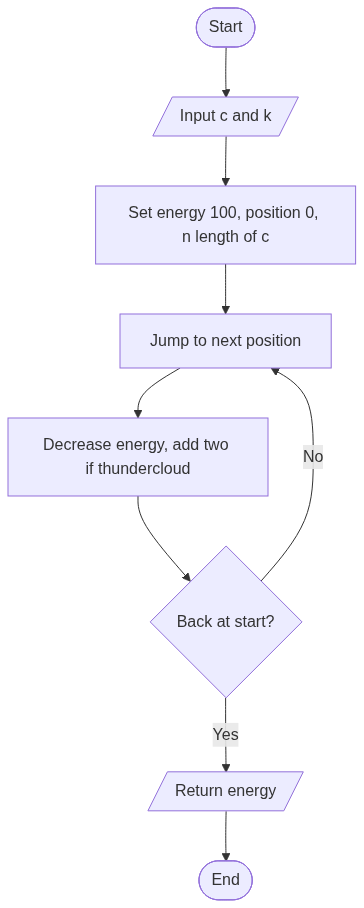 Start
Input c and k
Set energy 100, position 0,
n length of c
Jump to next position
Decrease energy, add two
if thundercloud
No
Back at start?
Yes
Return energy
End